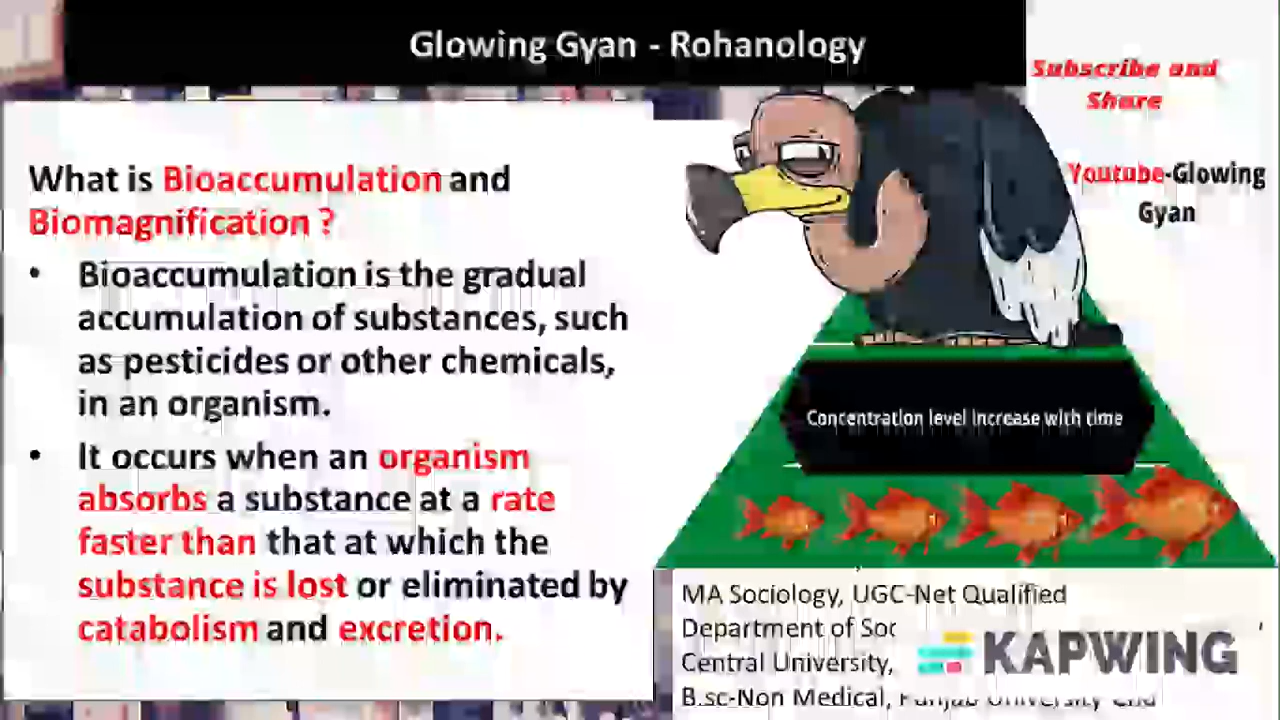 Glowing Gyan - Rohanology
Subscribe and
Share
Youtube-Glowing
Gyan
What is Bioaccumulation and
Biomagnification ?
• Bioaccumulation is the gradual
accumulation of substances, such
as pesticides or other chemicals,
in an organism.
• It occurs when an organism
absorbs a substance at a rate
faster than that at which the
substance is lost or eliminated by
catabolism and excretion.
Concentration level increase with time
MA Sociology, UGC-Net Qualified
Department of Soc
Central University,
B.sc-Non Medical, Panjab University Chd
KAPWING